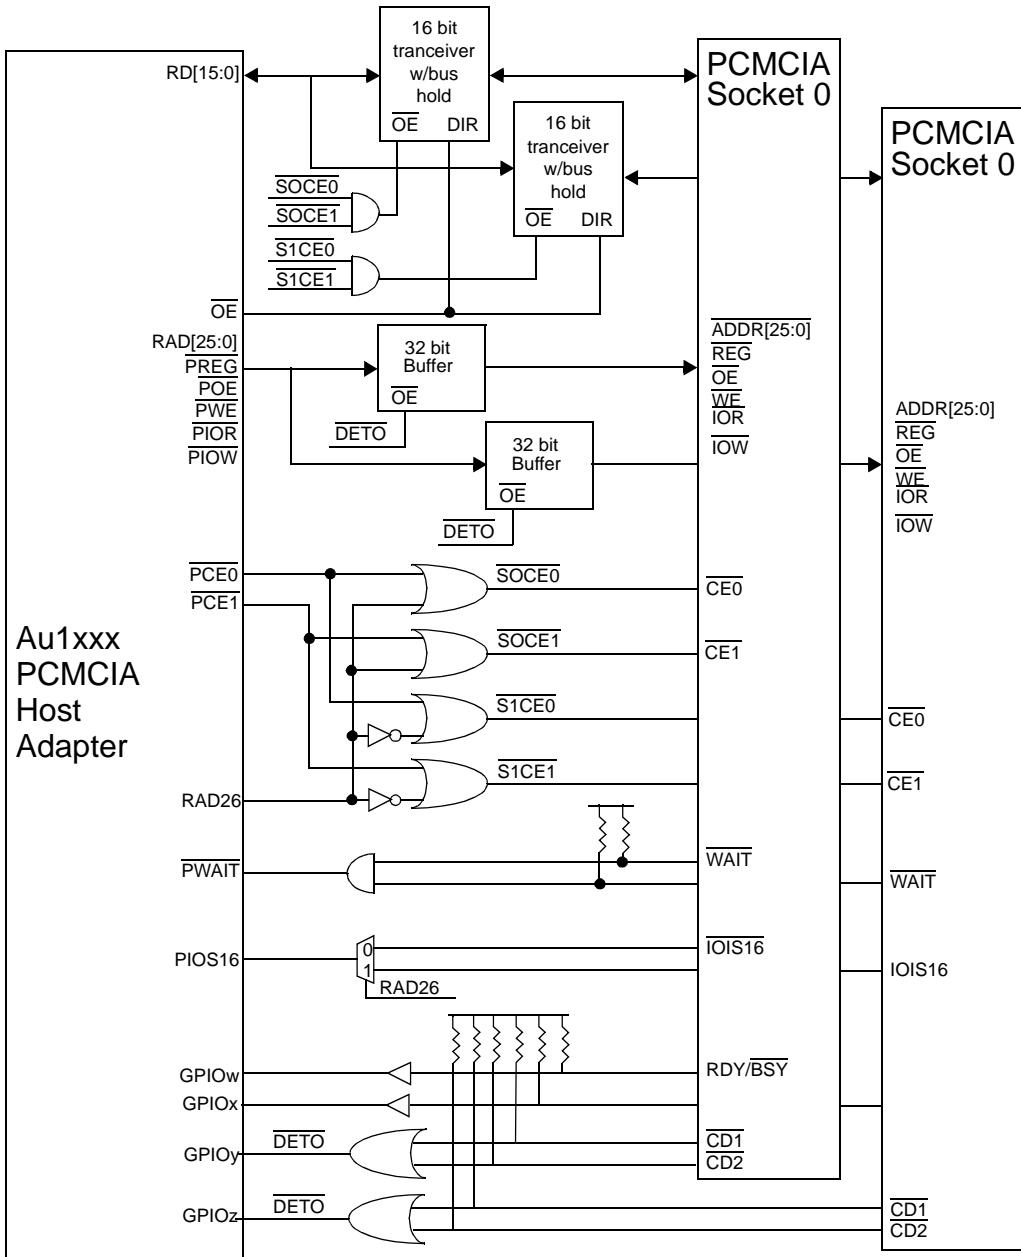 16 bit
tranceiver
w/bus
hold
OE DIR
PCMCIA
Socket 0
RD[15:0]
16 bit
tranceiver
w/bus
hold
OE DIR
PCMCIA
Socket 0
SOCE0
SOCE1
S1CE0
S1CE1
OE
RAD[25:0]
PREG
POE
PWE
PIOR
PIOW
32 bit
Buffer
OE
DETO
32 bit
Buffer
OE
DETO
ADDR[25:0]
REG
OE
WE
IOR
IOW
ADDR[25:0]
REG
OE
WE
IOR
IOW
PCE0
PCE1
SOCE0
CE0
SOCE1
CE1
Au1xxx
PCMCIA
Host
Adapter
S1CE0
CE0
S1CE1
CE1
RAD26
PWAIT
WAIT
WAIT
PIOS16
0
1
RAD26
IOIS16
IOIS16
GPIOw
RDY/BSY
GPIOx
GPIOy
DETO
CD1
CD2
GPIOz
DETO
CD1
CD2